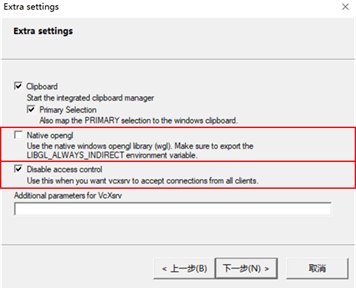 Extra settings
Extra settings
Clipboard
Start the integrated clipboard manager
Primary Selection
Also map the PRIMARY selection to the windows clipboard.
Native opengl
Use the native windows opengl library (wgl). Make sure to export the
LIBGL_ALWAYS_INDIRECT environment variable.
Disable access control
Use this when you want vcxsrv to accept connections from all clients.
Additional parameters for VcXsrv
< 上一步(B) 下一步(N) > 取消